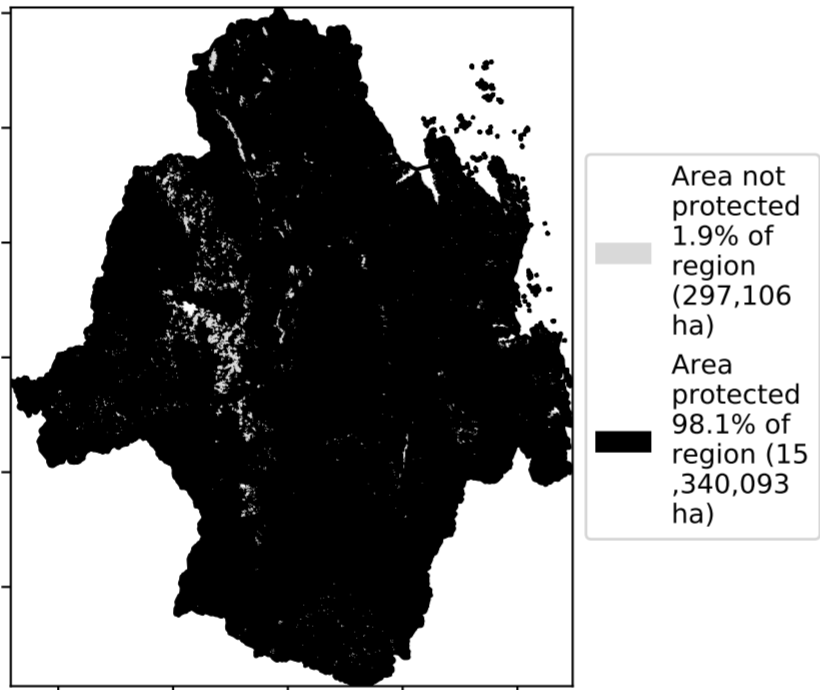 Area not
protected
1.9% of
region
(297,106
ha)
Area
protected
98.1% of
region (15
,340,093
ha)